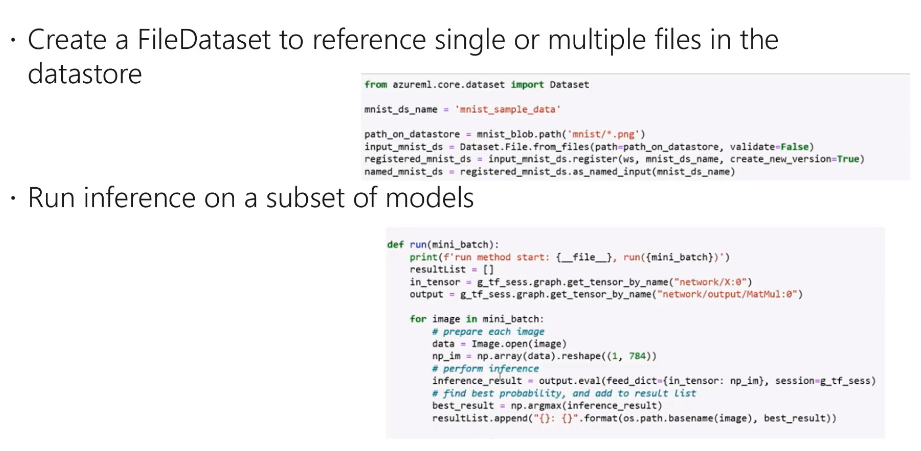 · Create a FileDataset to reference single or multiple files in the
datastore
from azureml.core.dataset import Dataset
mnist_ds_name = 'mnist_sample_data'
path_on_datastore = mnist_blob.path('mnist/*.png')
input_mnist_ds = Dataset.File.from_files(path=path_on_datastore, validate=False)
registered_mnist_ds = input_mnist_ds.register(ws, mnist_ds_name, create_new_version=True)
named_mnist_ds = registered_mnist_ds.as_named_input(mnist_ds_name)
· Run inference on a subset of models
def run(mini_batch):
    print(f'run method start: {__file__}, run({mini_batch})')
    resultList = []
    in_tensor = g_tf_sess.graph.get_tensor_by_name("network/X:0")
    output = g_tf_sess.graph.get_tensor_by_name("network/output/MatMul:0")
    for image in mini_batch:
        # prepare each image
        data = Image.open(image)
        np_im = np.array(data).reshape((1, 784))
        # perform inference
        inference_result = output.eval(feed_dict={in_tensor: np_im}, session=g_tf_sess)
        # find best probability, and add to result list
        best_result = np.argmax(inference_result)
        resultList.append("{}: {}".format(os.path.basename(image), best_result))